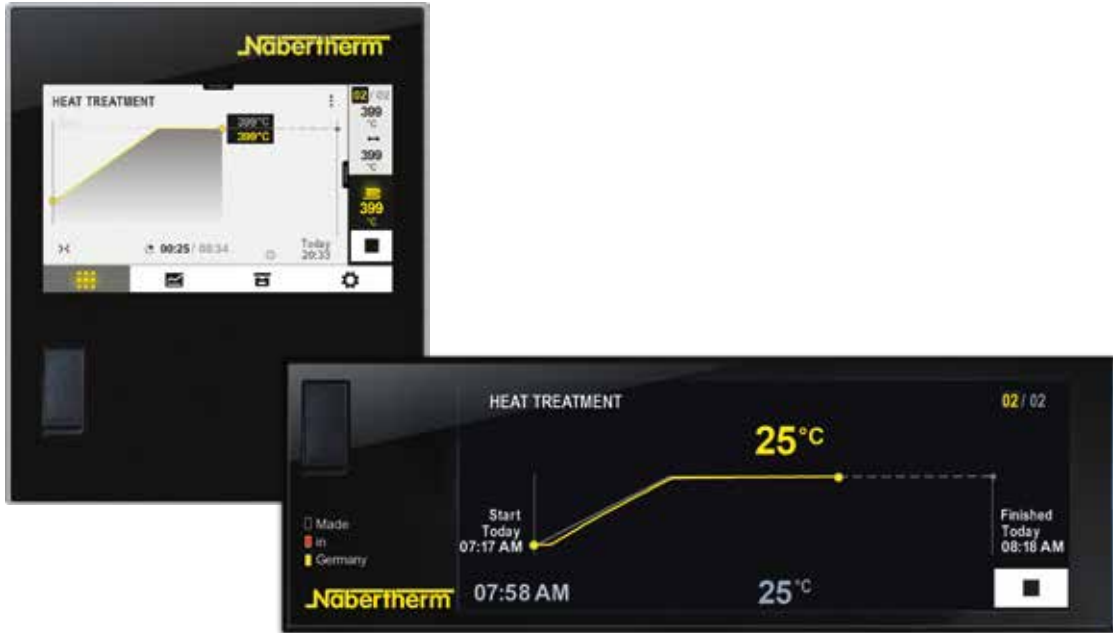 Nabertherm
HEAT TREATMENT
02 / 02
399
°C
399°C
399°C
399
°C
399
°C
00:25 / 00:34
Today
20:33
HEAT TREATMENT
02 / 02
25 °C
Start
Today
07:17 AM
Finished
Today
08:18 AM
Made
in
Germany
Nabertherm
07:58 AM
25 °C